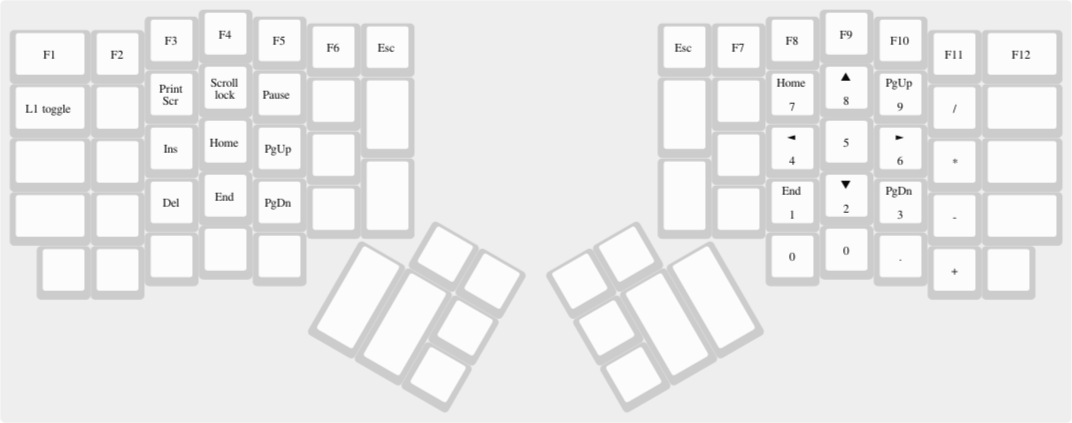 F1
F2
F3
F4
F5
F6
Esc
L1 toggle
Print
Scr
Scroll
lock
Pause
Ins
Home
PgUp
Del
End
PgDn
Esc
F7
F8
F9
F10
F11
F12
Home
7
▲
8
PgUp
9
/
◄
4
5
►
6
*
End
1
▼
2
PgDn
3
-
0
0
.
+